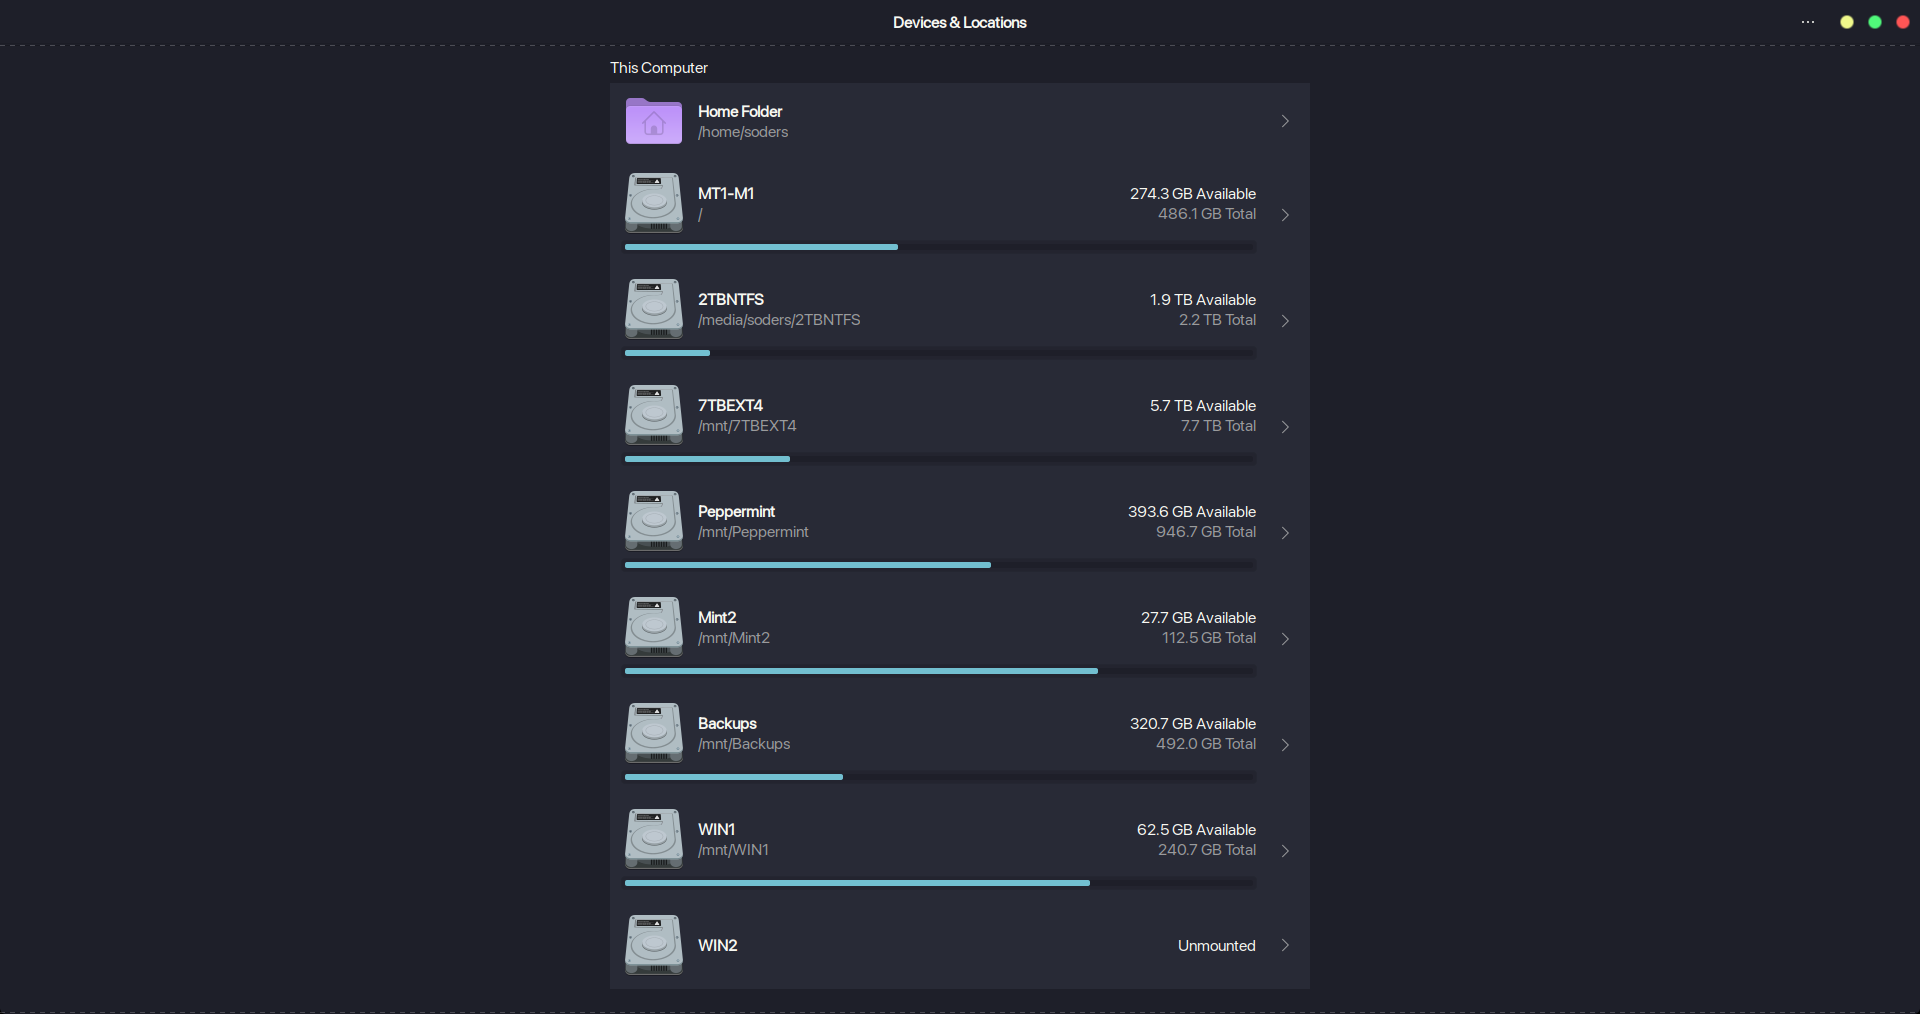 Devices & Locations
This Computer
Home Folder
/home/soders
MT1-M1
/
274.3 GB Available
486.1 GB Total
2TBNTFS
/media/soders/2TBNTFS
1.9 TB Available
2.2 TB Total
7TBEXT4
/mnt/7TBEXT4
5.7 TB Available
7.7 TB Total
Peppermint
/mnt/Peppermint
393.6 GB Available
946.7 GB Total
Mint2
/mnt/Mint2
27.7 GB Available
112.5 GB Total
Backups
/mnt/Backups
320.7 GB Available
492.0 GB Total
WIN1
/mnt/WIN1
62.5 GB Available
240.7 GB Total
WIN2
Unmounted